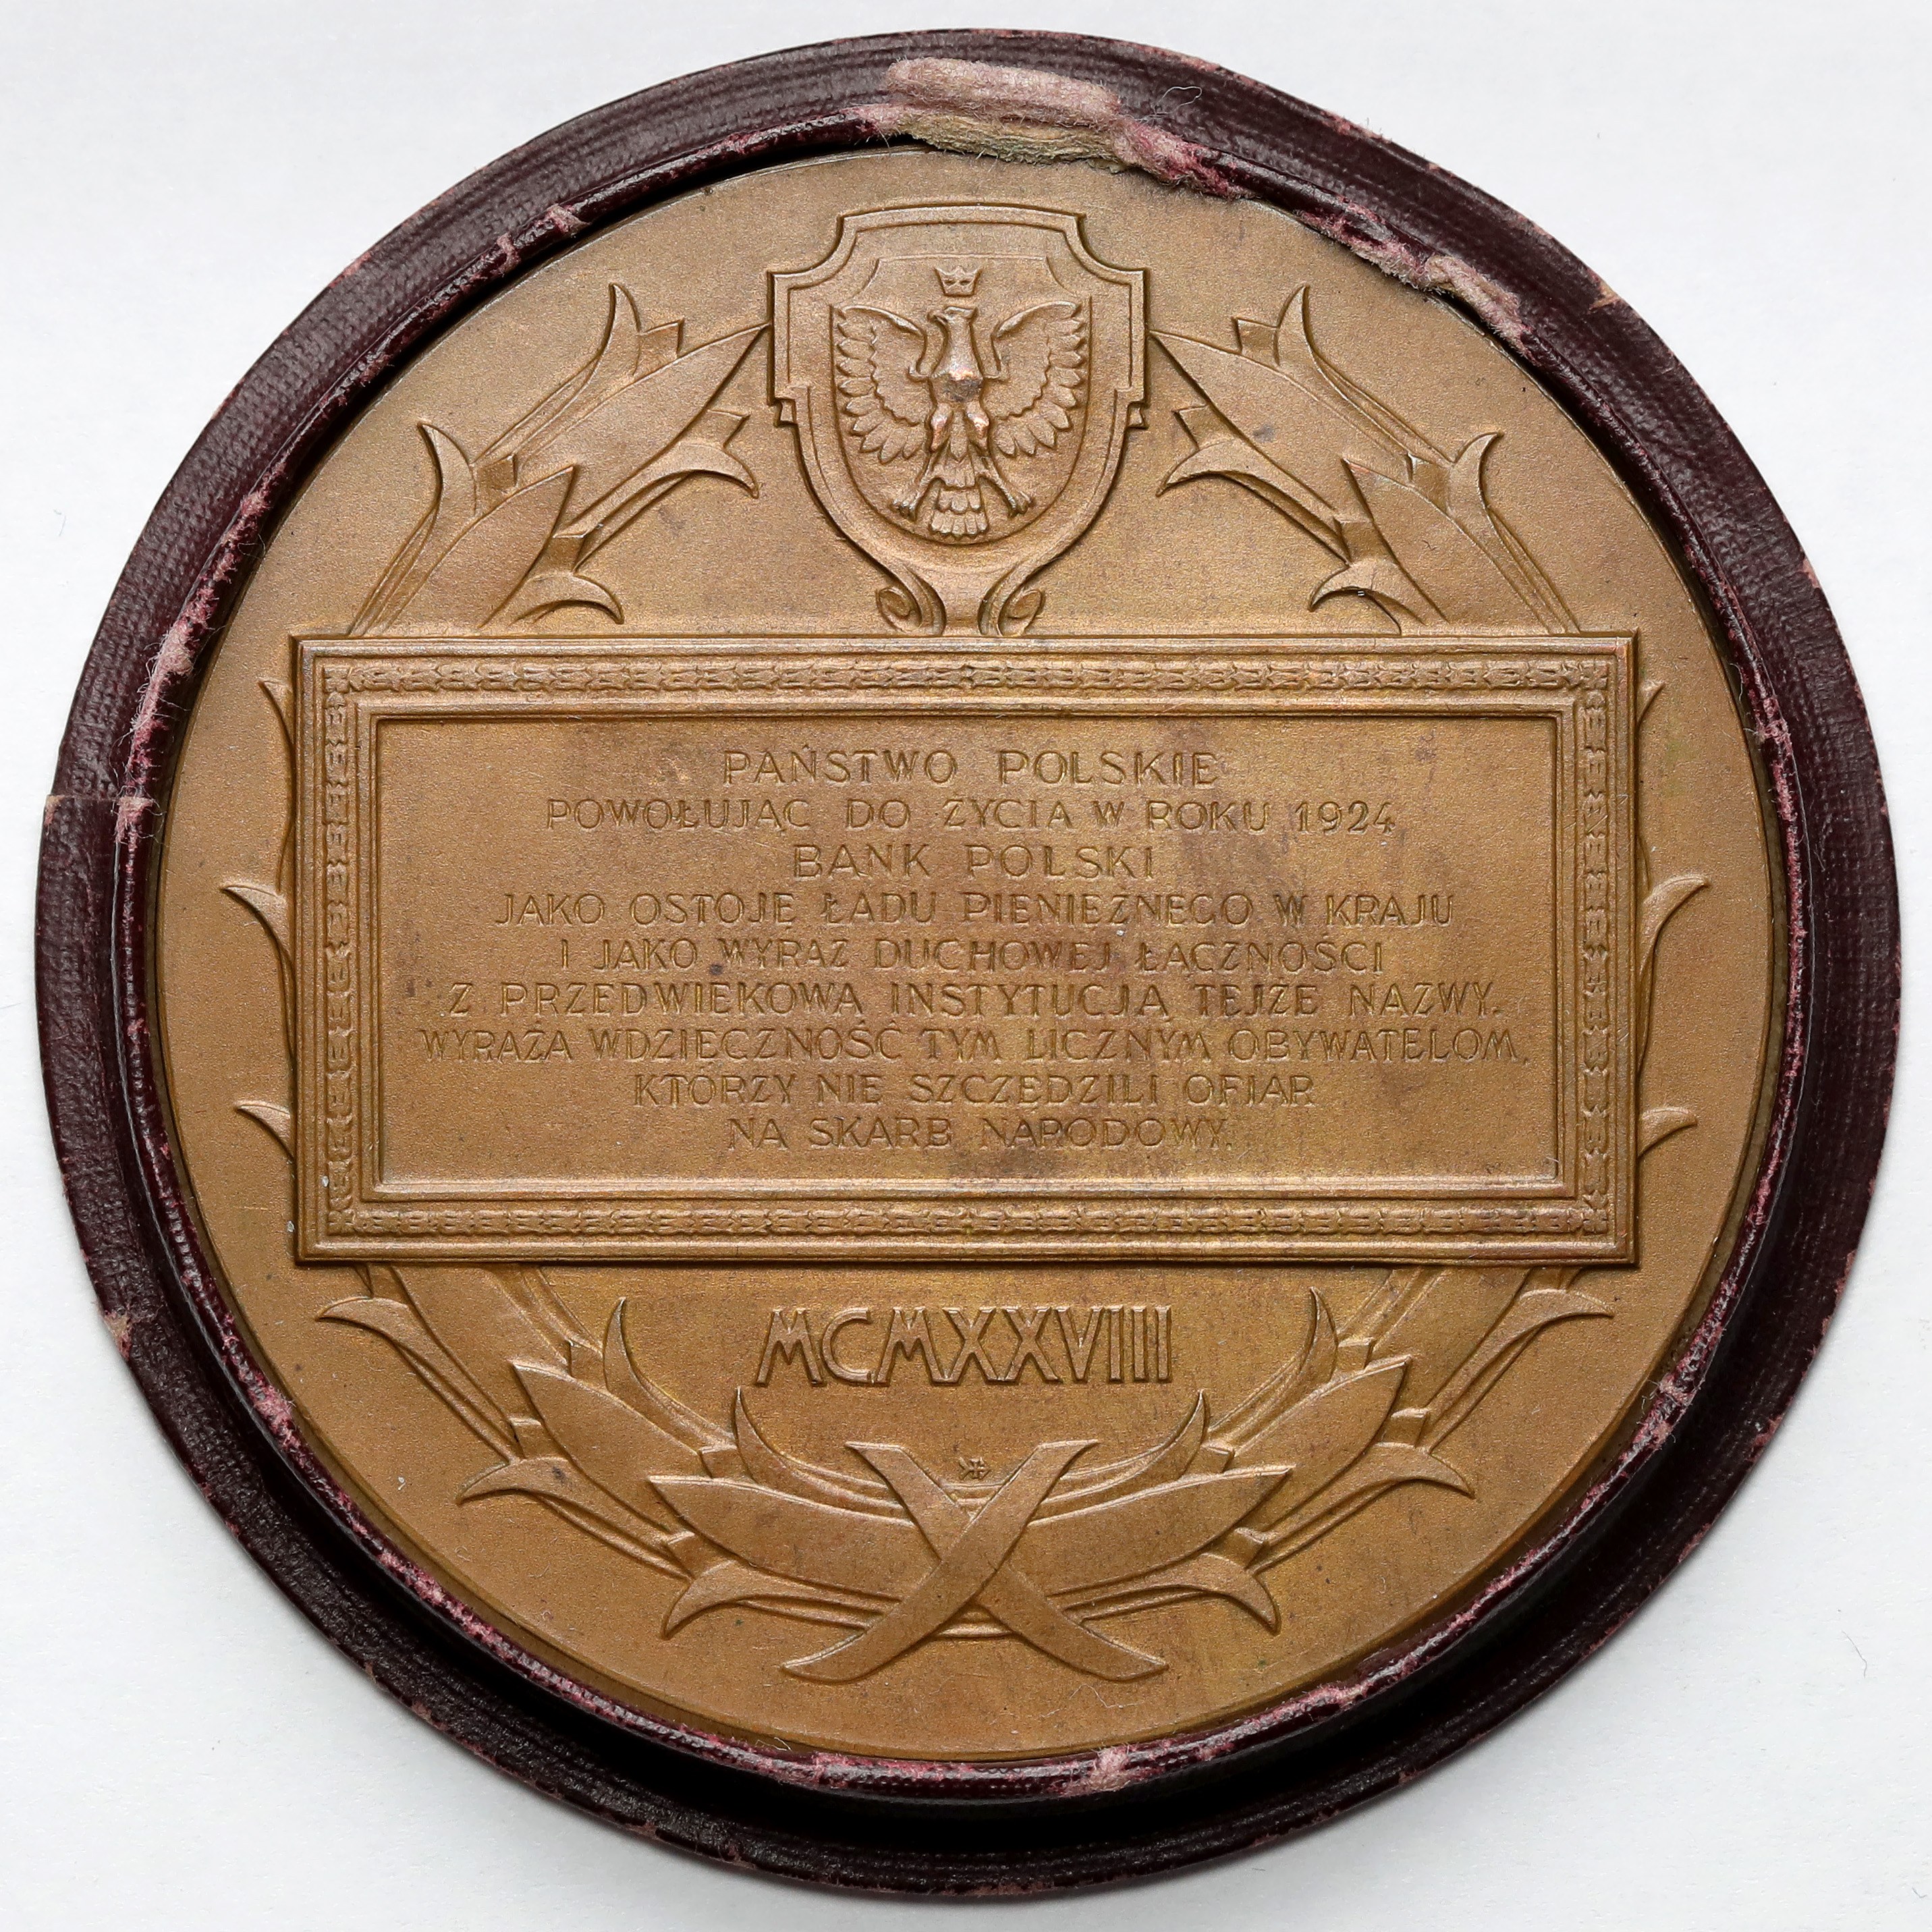 PAŃSTWO POLSKIE
POWOŁUJĄC DO ŻYCIA W ROKU 1924
BANK POLSKI
JAKO OSTOJĘ ŁADU PIENIĘŻNEGO W KRAJU
I JAKO WYRAZ DUCHOWEJ ŁĄCZNOŚCI
Z PRZEDWIEKOWĄ INSTYTUCJĄ TEJŻE NAZWY.
WYRAŻA WDZIĘCZNOŚĆ TYM LICZNYM OBYWATELOM,
KTÓRZY NIE SZCZĘDZILI OFIAR
NA SKARB NARODOWY.
MCMXXVIII